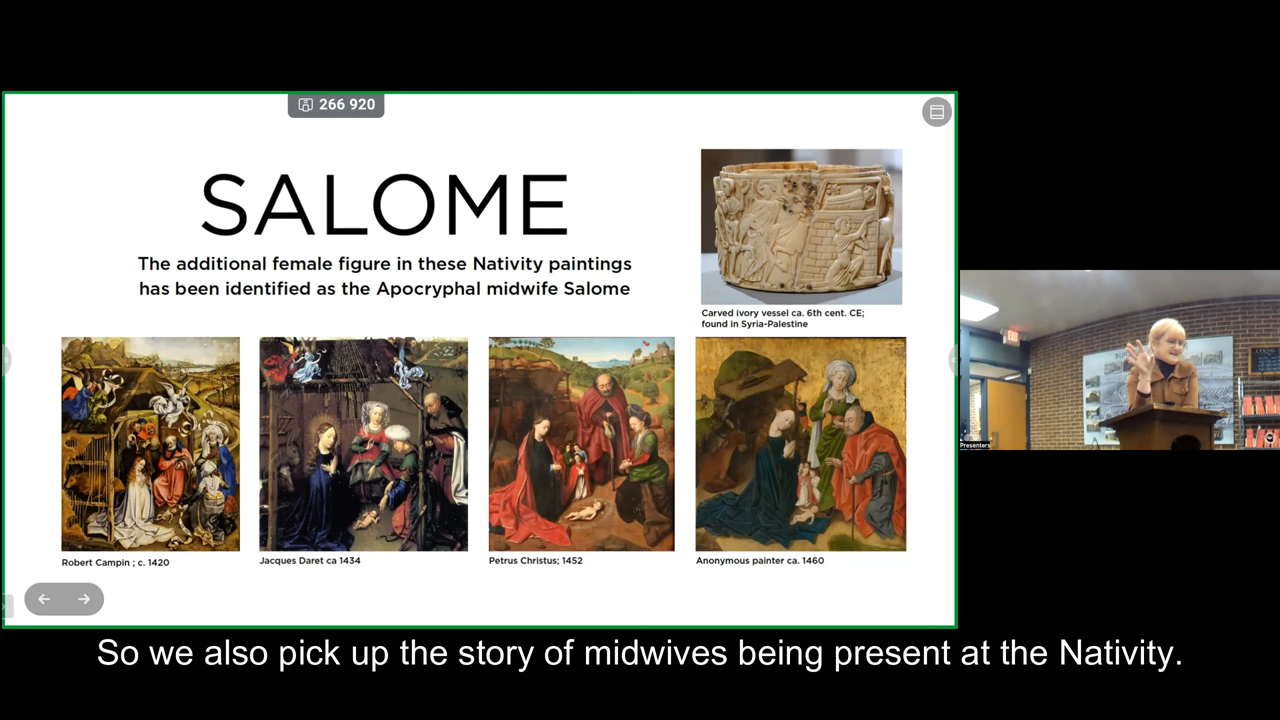 266 920
SALOME
The additional female figure in these Nativity paintings
has been identified as the Apocryphal midwife Salome
Carved ivory vessel ca. 6th cent. CE;
found in Syria-Palestine
Robert Campin ; c. 1420
Jacques Daret ca 1434
Petrus Christus; 1452
Anonymous painter ca. 1460
EXIT
Presenters
So we also pick up the story of midwives being present at the Nativity.